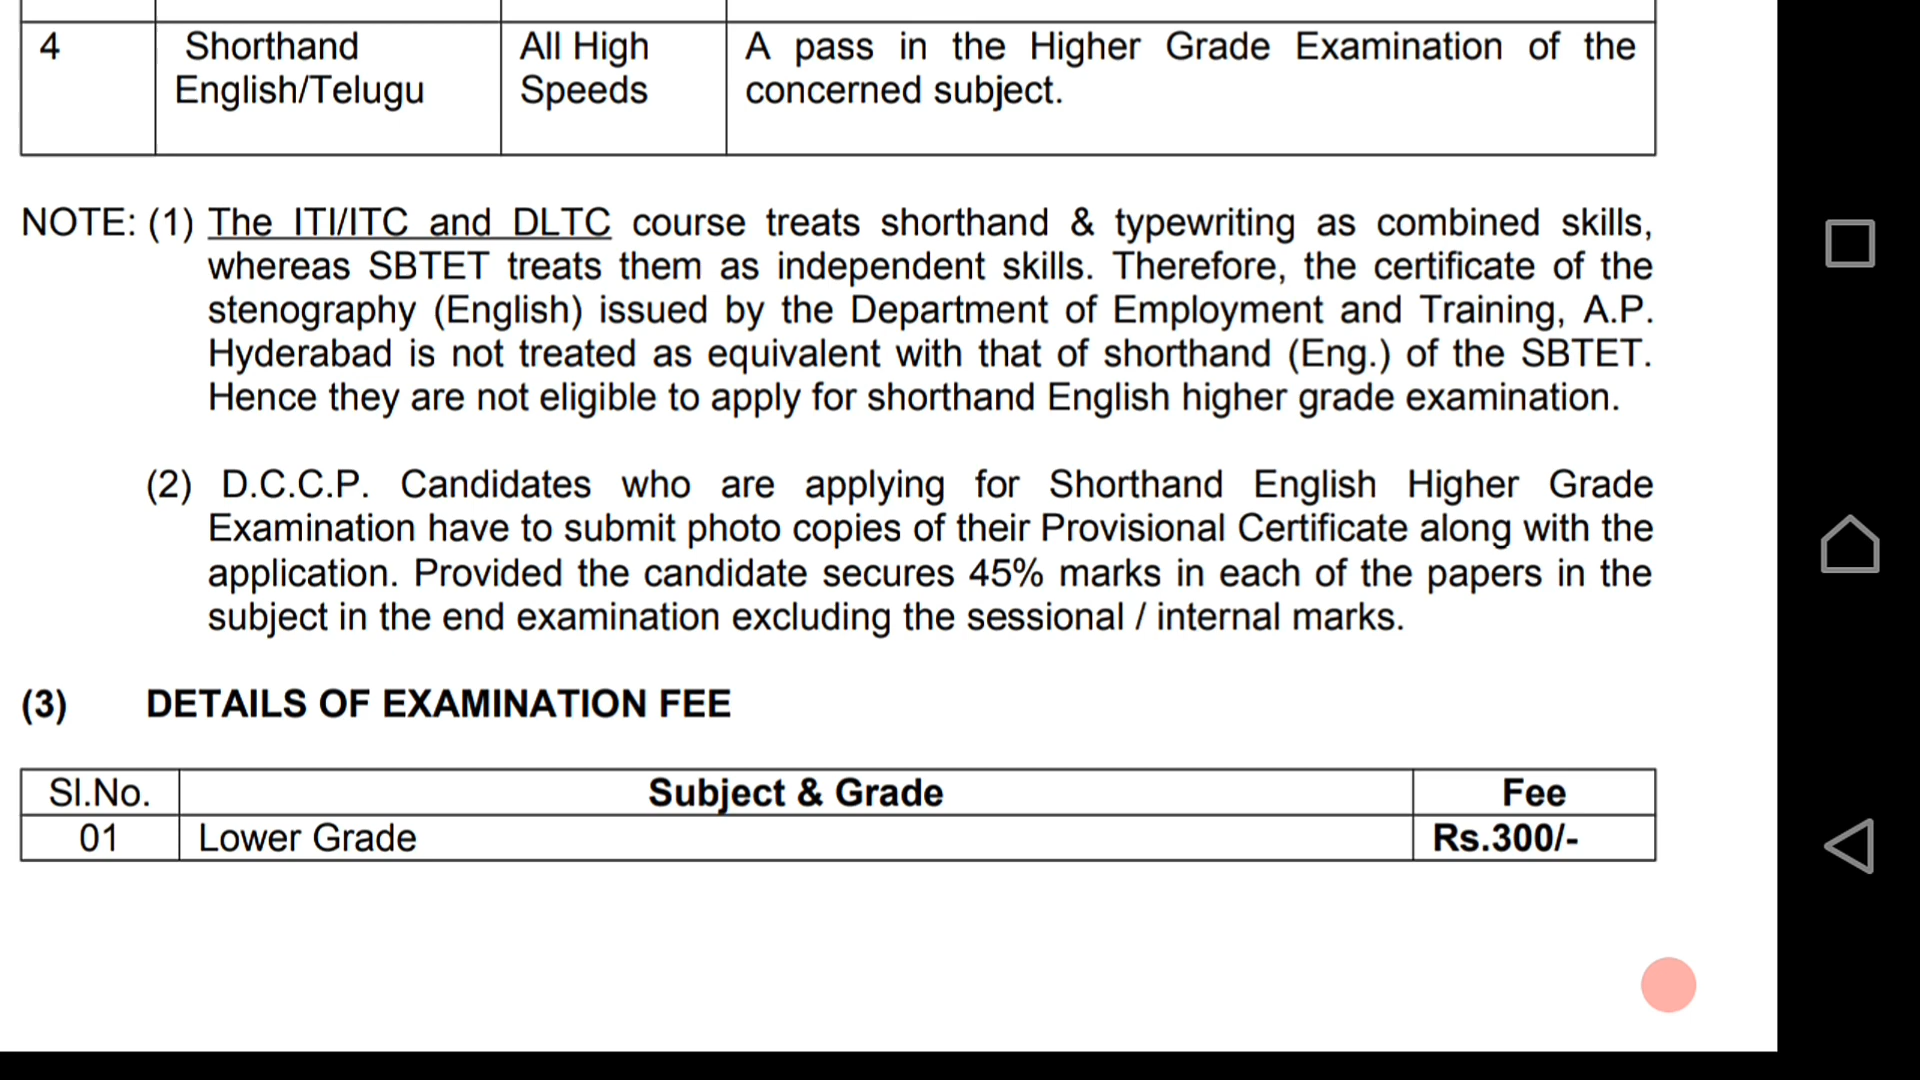 4 Shorthand All High A pass in the Higher Grade Examination of the
English/Telugu Speeds concerned subject.
NOTE: (1) The ITI/ITC and DLTC course treats shorthand & typewriting as combined skills,
whereas SBTET treats them as independent skills. Therefore, the certificate of the
stenography (English) issued by the Department of Employment and Training, A.P.
Hyderabad is not treated as equivalent with that of shorthand (Eng.) of the SBTET.
Hence they are not eligible to apply for shorthand English higher grade examination.
(2) D.C.C.P. Candidates who are applying for Shorthand English Higher Grade
Examination have to submit photo copies of their Provisional Certificate along with the
application. Provided the candidate secures 45% marks in each of the papers in the
subject in the end examination excluding the sessional / internal marks.
(3) DETAILS OF EXAMINATION FEE
Sl.No. Subject & Grade Fee
01 Lower Grade Rs.300/-